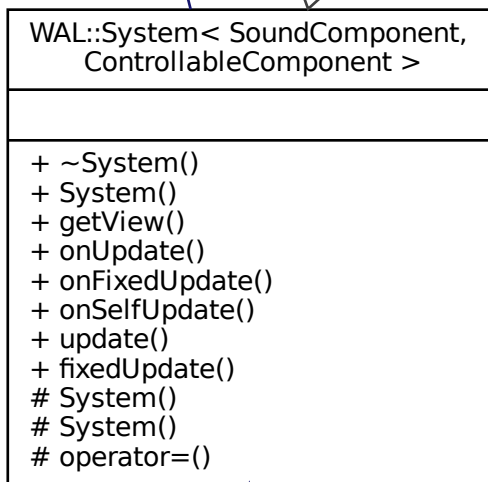 WAL::System< SoundComponent,
ControllableComponent >
+ ~System()
+ System()
+ getView()
+ onUpdate()
+ onFixedUpdate()
+ onSelfUpdate()
+ update()
+ fixedUpdate()
# System()
# System()
# operator=()